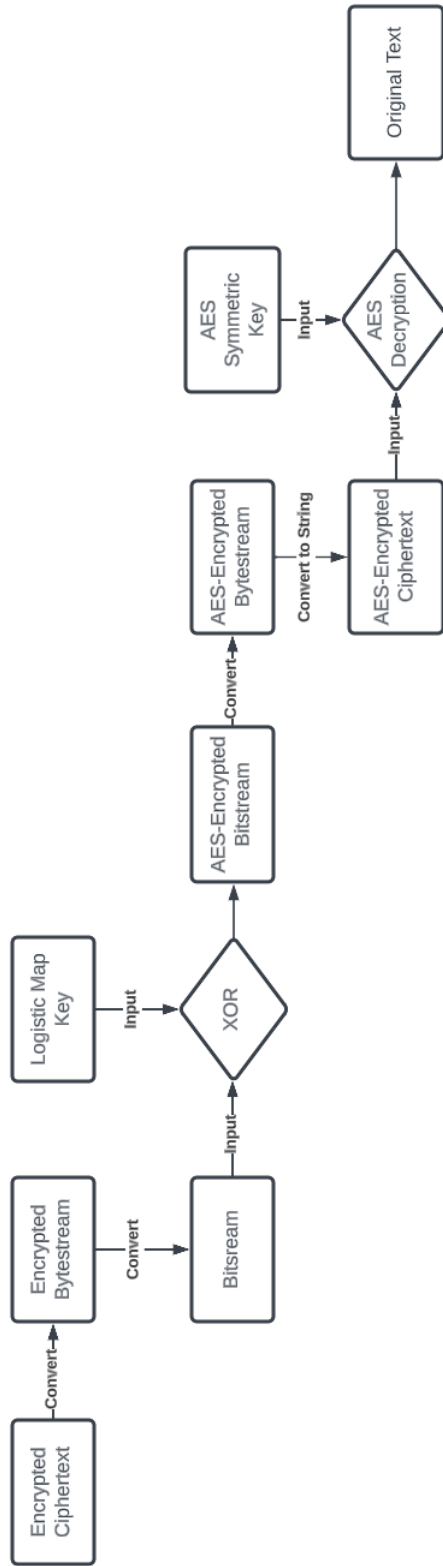 Encrypted
Ciphertext
Convert
Encrypted
Bytestream
Convert
Bitsream
Input
Logistic Map
Key
Input
XOR
AES-Encrypted
Bitstream
Convert
AES-Encrypted
Bytestream
Convert to String
AES-Encrypted
Ciphertext
Input
AES
Symmetric
Key
Input
AES
Decryption
Original Text